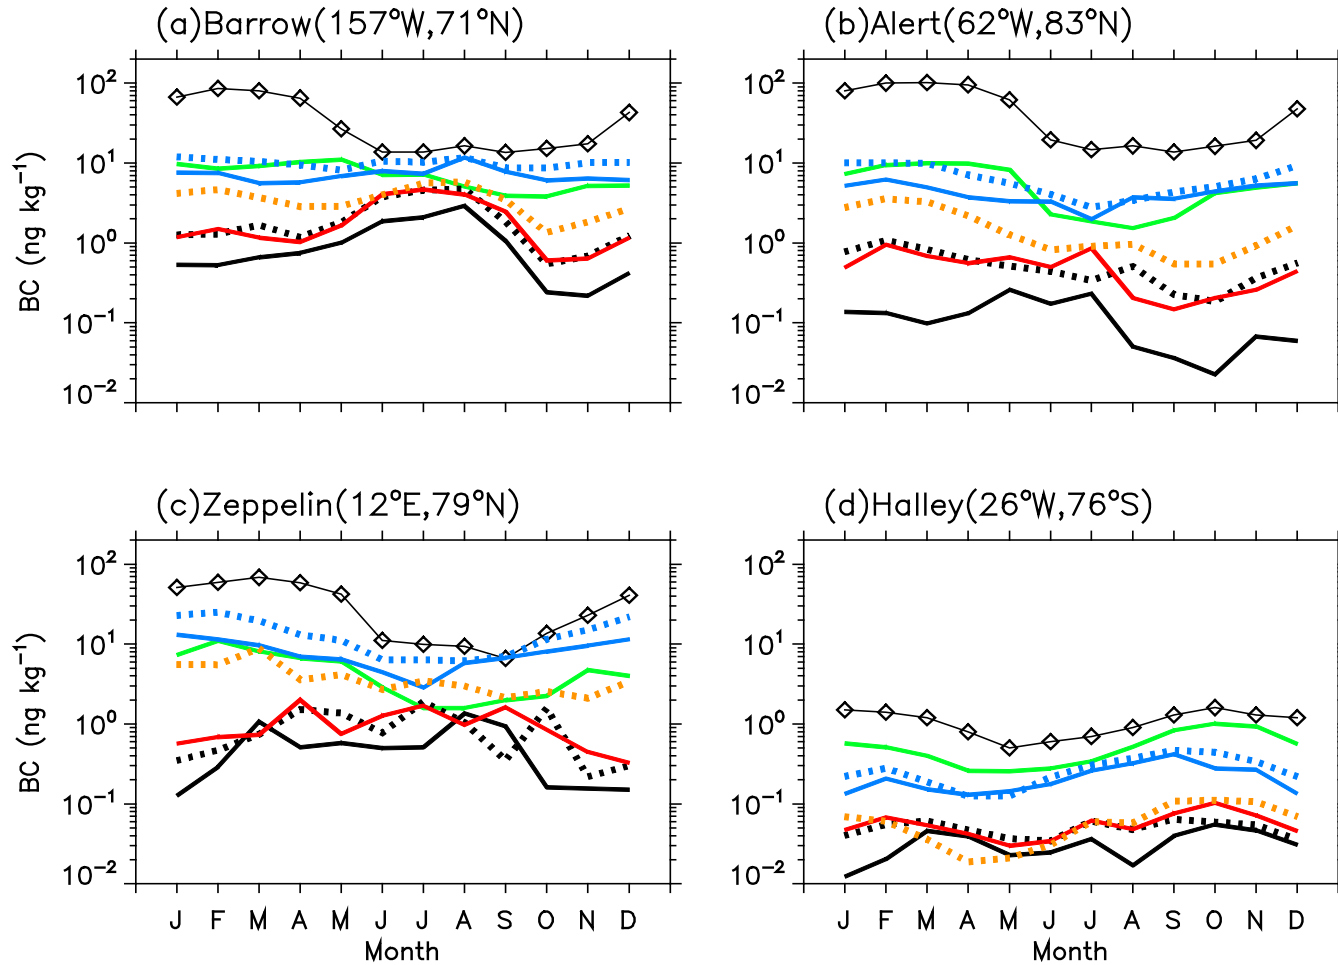 (a)Barrow(157°W,71°N)
(b)Alert(62°W,83°N)
10²
10¹
10⁰
10⁻¹
10⁻²
BC (ng kg⁻¹)
10²
10¹
10⁰
10⁻¹
10⁻²
(c)Zeppelin(12°E,79°N)
(d)Halley(26°W,76°S)
10²
10¹
10⁰
10⁻¹
10⁻²
BC (ng kg⁻¹)
10²
10¹
10⁰
10⁻¹
10⁻²
J F M A M J J A S O N D
J F M A M J J A S O N D
Month
Month